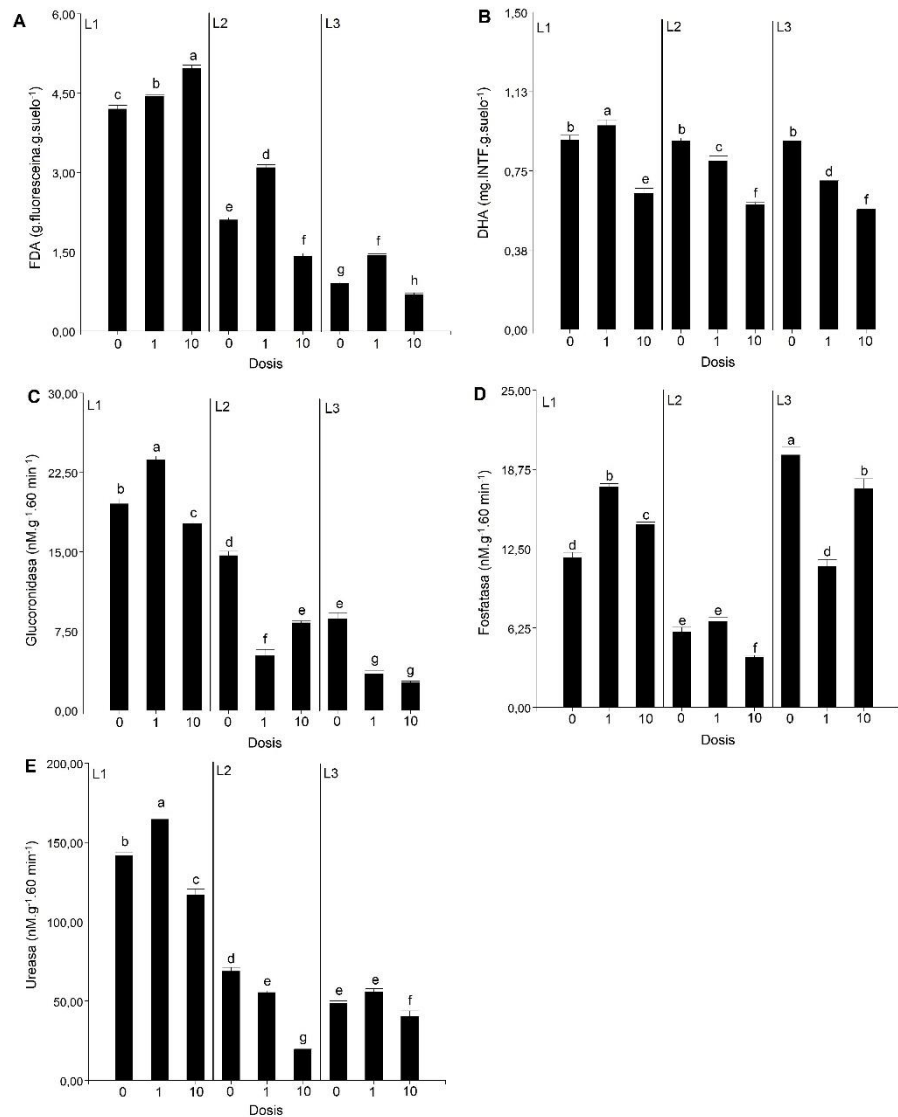 A
6,00
L1
L2
L3
a
b
c
4,50
d
3,00
e
f
f
1,50
g
h
0,00
0 1 10 0 1 10 0 1 10
Dosis
FDA (g.fluoresceina.g.suelo⁻¹)
B
1,50
L1
L2
L3
1,13
a
b
b
b
c
0,75
d
e
f
f
0,38
0,00
0 1 10 0 1 10 0 1 10
Dosis
DHA (mg.INTF.g.suelo⁻¹)
C
30,00
L1
L2
L3
a
22,50
b
c
15,00
d
e
e
7,50
f
g
g
0,00
0 1 10 0 1 10 0 1 10
Dosis
Glucoronidasa (nM.g⁻¹.60 min⁻¹)
D
25,00
L1
L2
L3
a
18,75
b
b
c
12,50
d
d
6,25
e
e
f
0,00
0 1 10 0 1 10 0 1 10
Dosis
Fosfatasa (nM.g⁻¹.60 min⁻¹)
E
200,00
L1
L2
L3
a
150,00
b
c
100,00
d
e
e
e
50,00
f
g
0,00
0 1 10 0 1 10 0 1 10
Dosis
Ureasa (nM.g⁻¹.60 min⁻¹)